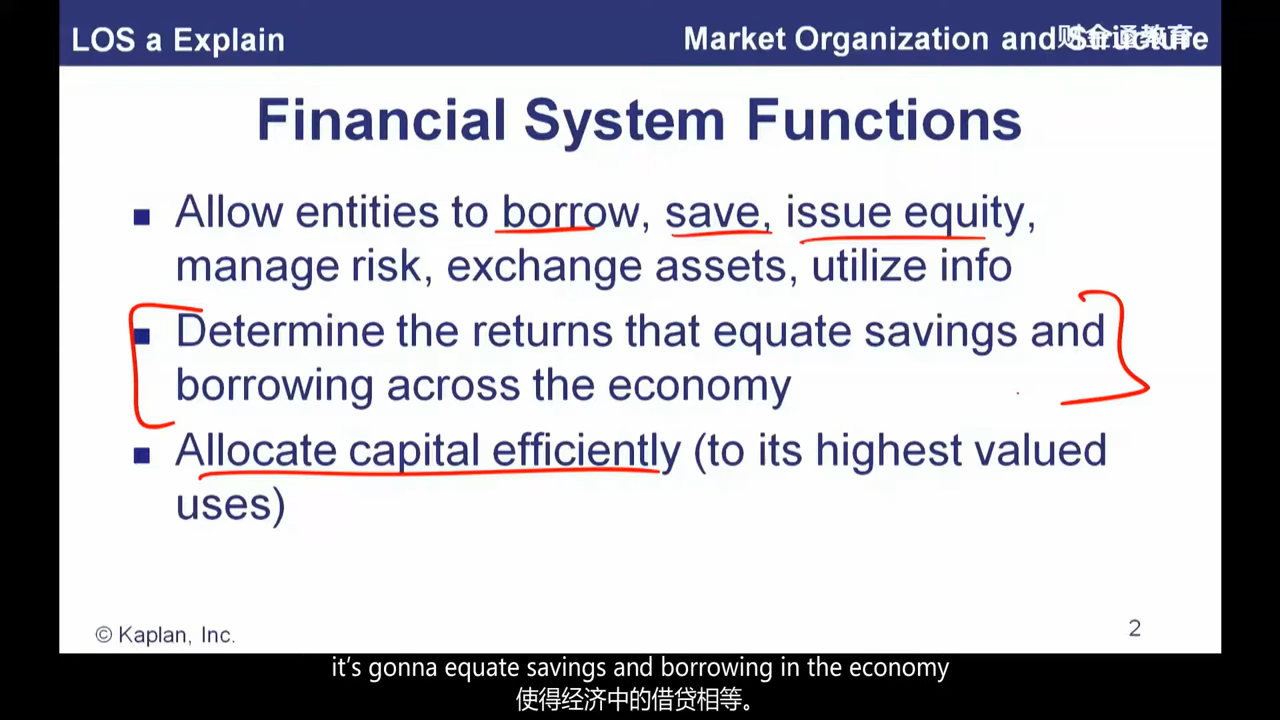 LOS a Explain
Market Organization and Structure
财金通教育
Financial System Functions
■ Allow entities to borrow, save, issue equity,
manage risk, exchange assets, utilize info
■ Determine the returns that equate savings and
borrowing across the economy
■ Allocate capital efficiently (to its highest valued
uses)
© Kaplan, Inc.
2
it's gonna equate savings and borrowing in the economy
使得经济中的借贷相等。